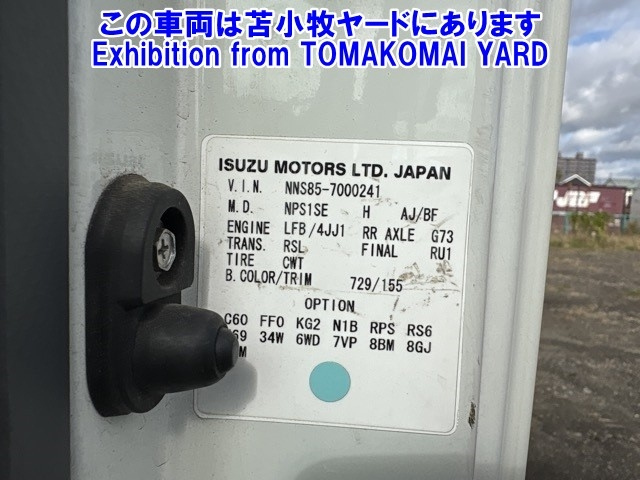 この車両は苫小牧ヤードにあります
Exhibition from TOMAKOMAI YARD
ISUZU MOTORS LTD. JAPAN
V.I.N. NNS85-7000241
M.D. NPS1SE H AJ/BF
ENGINE LFB/4JJ1 RR AXLE G73
TRANS. RSL FINAL RU1
TIRE CWT
B.COLOR/TRIM 729/155
OPTION
C60 FF0 KG2 N1B RPS RS6
34W 6WD 7VP 8BM 8GJ